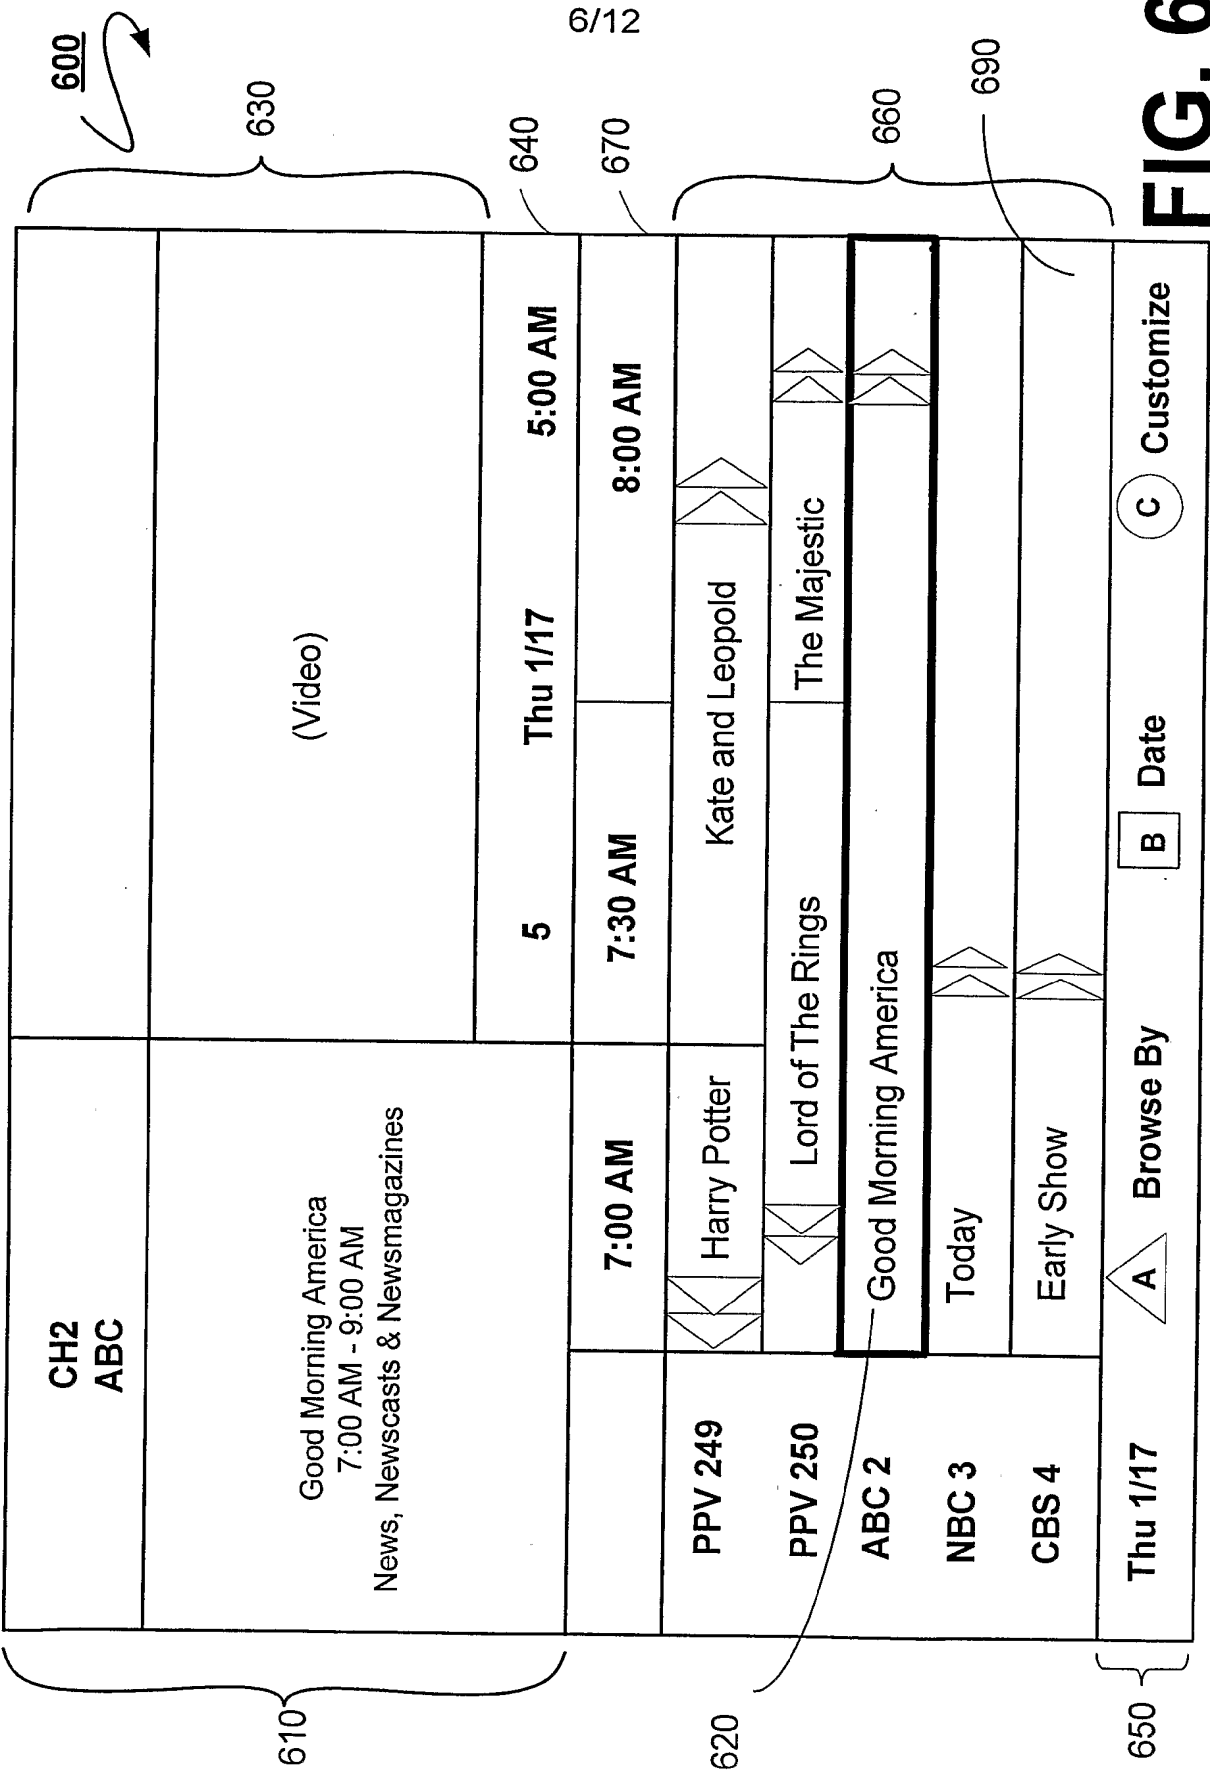 6/12
600
CH2
ABC
630
Good Morning America
7:00 AM - 9:00 AM
News, Newscasts & Newsmagazines
(Video)
610
5 Thu 1/17 5:00 AM
640
7:00 AM 7:30 AM 8:00 AM
670
PPV 249 Harry Potter Kate and Leopold
PPV 250 Lord of The Rings The Majestic
620
ABC 2 Good Morning America
660
NBC 3 Today
CBS 4 Early Show
690
650
Thu 1/17 A Browse By B Date C Customize
FIG. 6